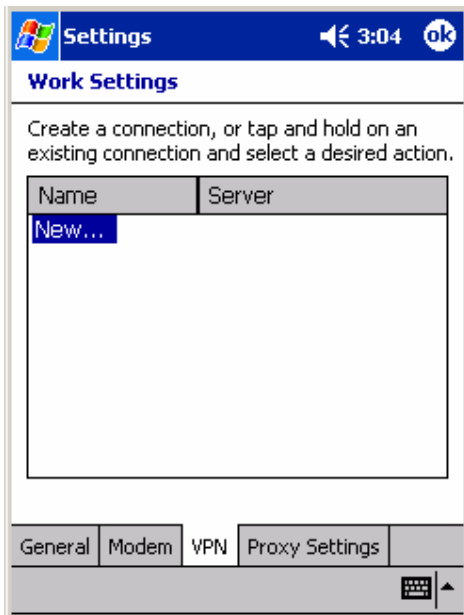 Settings 3:04 ok
Work Settings
Create a connection, or tap and hold on an
existing connection and select a desired action.
Name Server
New...
General Modem VPN Proxy Settings